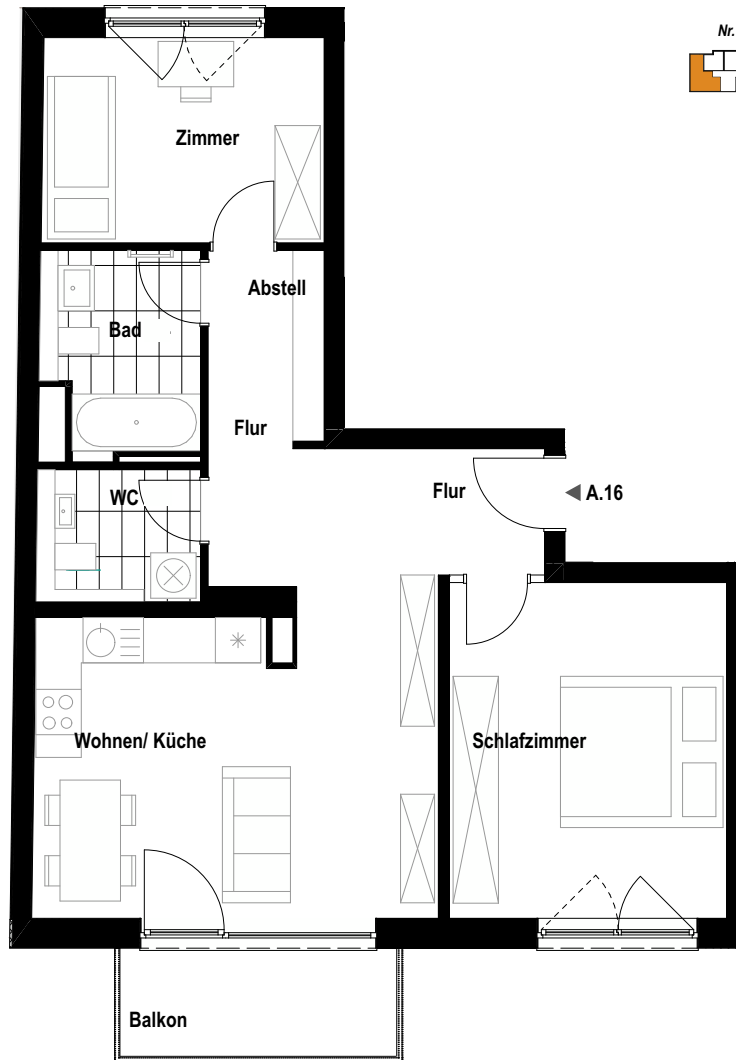 Nr.
Zimmer
Abstell
Bad
Flur
WC
Flur
A.16
Wohnen/ Küche
Schlafzimmer
Balkon